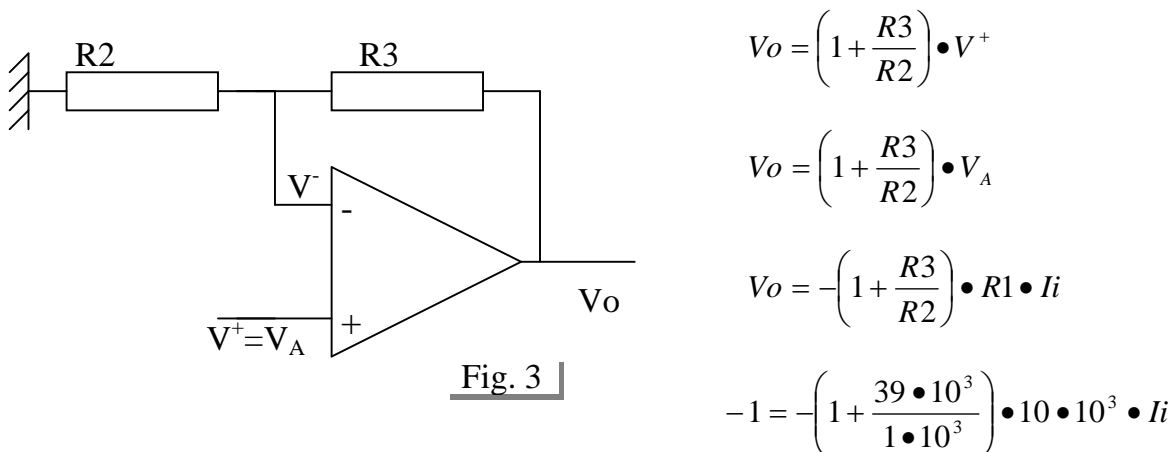 R2
R3
V⁻
-
+
V⁺=V_A
Vo
Fig. 3
Vo = (1 + R3/R2) • V⁺
Vo = (1 + R3/R2) • V_A
Vo = -(1 + R3/R2) • R1 • Ii
-1 = -(1 + 39 • 10³/1 • 10³) • 10 • 10³ • Ii